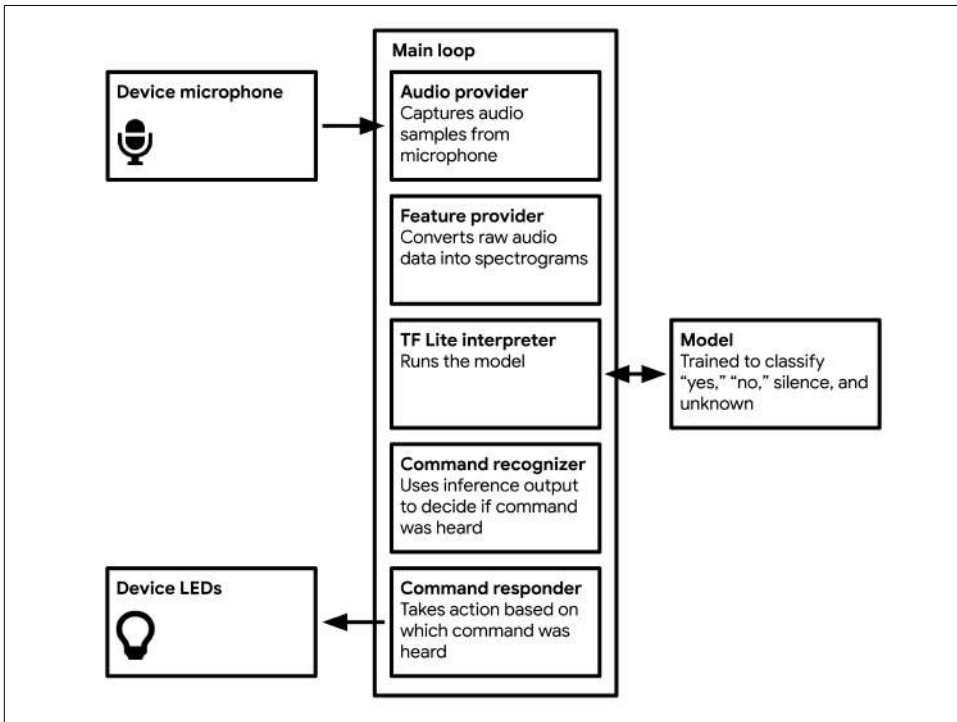 Main loop
Device microphone
Audio provider
Captures audio
samples from
microphone
Feature provider
Converts raw audio
data into spectrograms
TF Lite interpreter
Runs the model
Model
Trained to classify
“yes,” “no,” silence, and
unknown
Command recognizer
Uses inference output
to decide if command
was heard
Device LEDs
Command responder
Takes action based on
which command was
heard